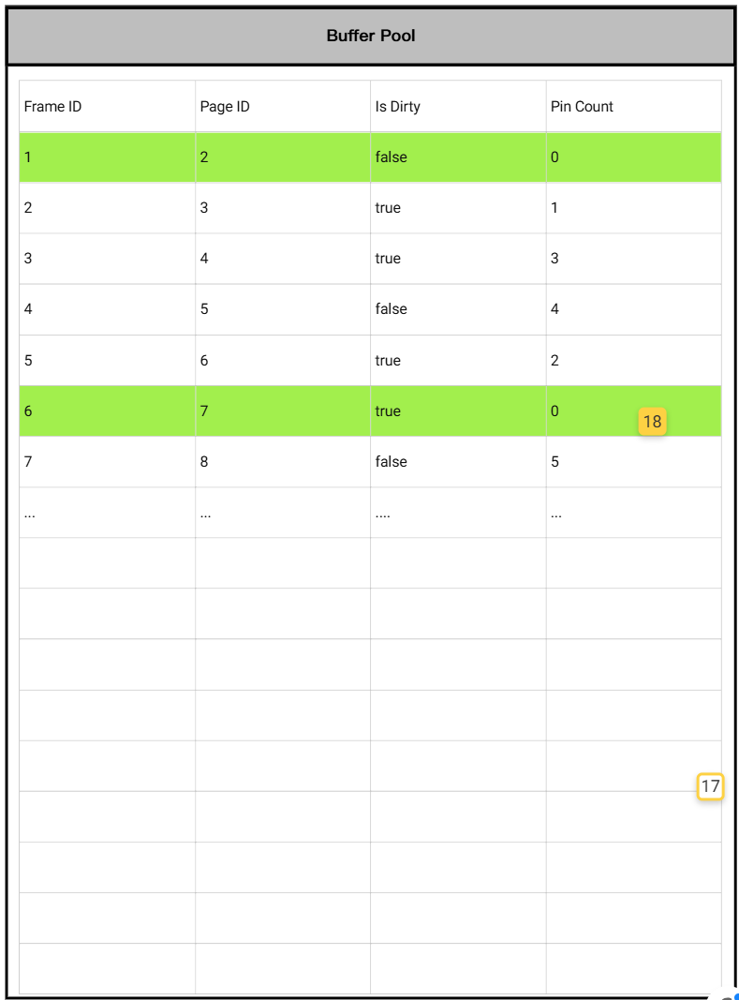 Buffer Pool
Frame ID Page ID Is Dirty Pin Count
1 2 false 0
2 3 true 1
3 4 true 3
4 5 false 4
5 6 true 2
6 7 true 0
18
7 8 false 5
... ... .... ...
17